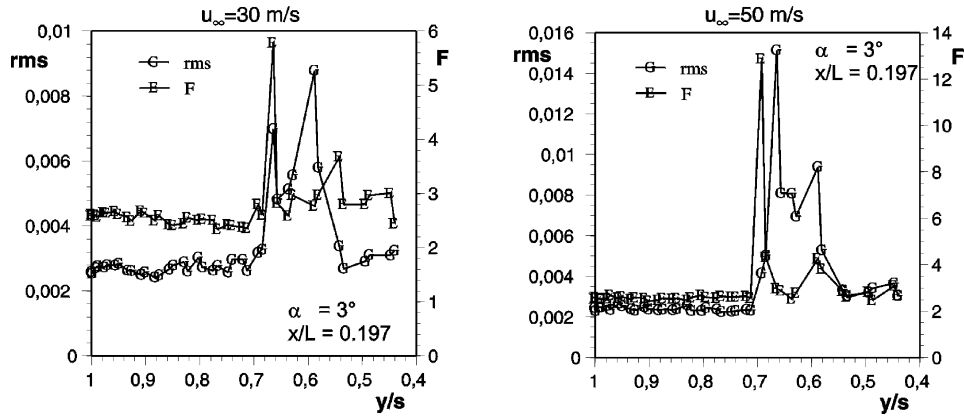 u∞=30 m/s
rms
F
0,01
0,008
0,006
0,004
0,002
0
6
5
4
3
2
1
0
G rms
E F
α = 3°
x/L = 0.197
1 0,9 0,8 0,7 0,6 0,5 0,4
y/s
u∞=50 m/s
rms
F
0,016
0,014
0,012
0,01
0,008
0,006
0,004
0,002
0
14
12
10
8
6
4
2
0
G rms
E F
α = 3°
x/L = 0.197
1 0,9 0,8 0,7 0,6 0,5 0,4
y/s